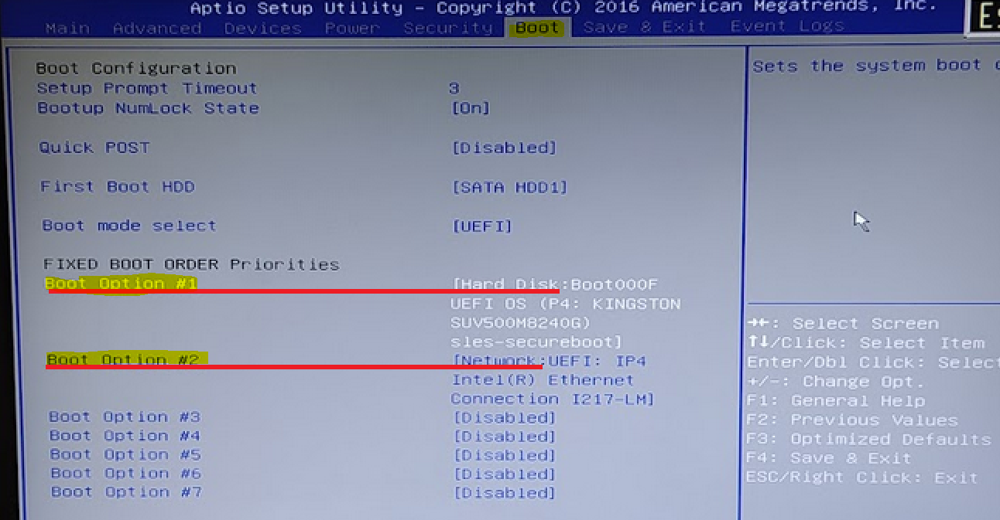 Aptio Setup Utility - Copyright (C) 2016 American Megatrends, Inc.
Main Advanced Devices Power Security Boot Save & Exit Event Logs
Boot Configuration
Setup Prompt Timeout 3
Bootup NumLock State [On]
Quick POST [Disabled]
First Boot HDD [SATA HDD1]
Boot mode select [UEFI]
FIXED BOOT ORDER Priorities
Boot Option #1 [Hard Disk:Boot000F
UEFI OS (P4: KINGSTON
SUV500M8240G)
sles-secureboot]
Boot Option #2 [Network:UEFI: IP4
Intel(R) Ethernet
Connection I217-LM]
Boot Option #3 [Disabled]
Boot Option #4 [Disabled]
Boot Option #5 [Disabled]
Boot Option #6 [Disabled]
Boot Option #7 [Disabled]
Sets the system boot
→←: Select Screen
↑↓/Click: Select Item
Enter/Dbl Click: Select
+/-: Change Opt.
F1: General Help
F2: Previous Values
F3: Optimized Defaults
F4: Save & Exit
ESC/Right Click: Exit